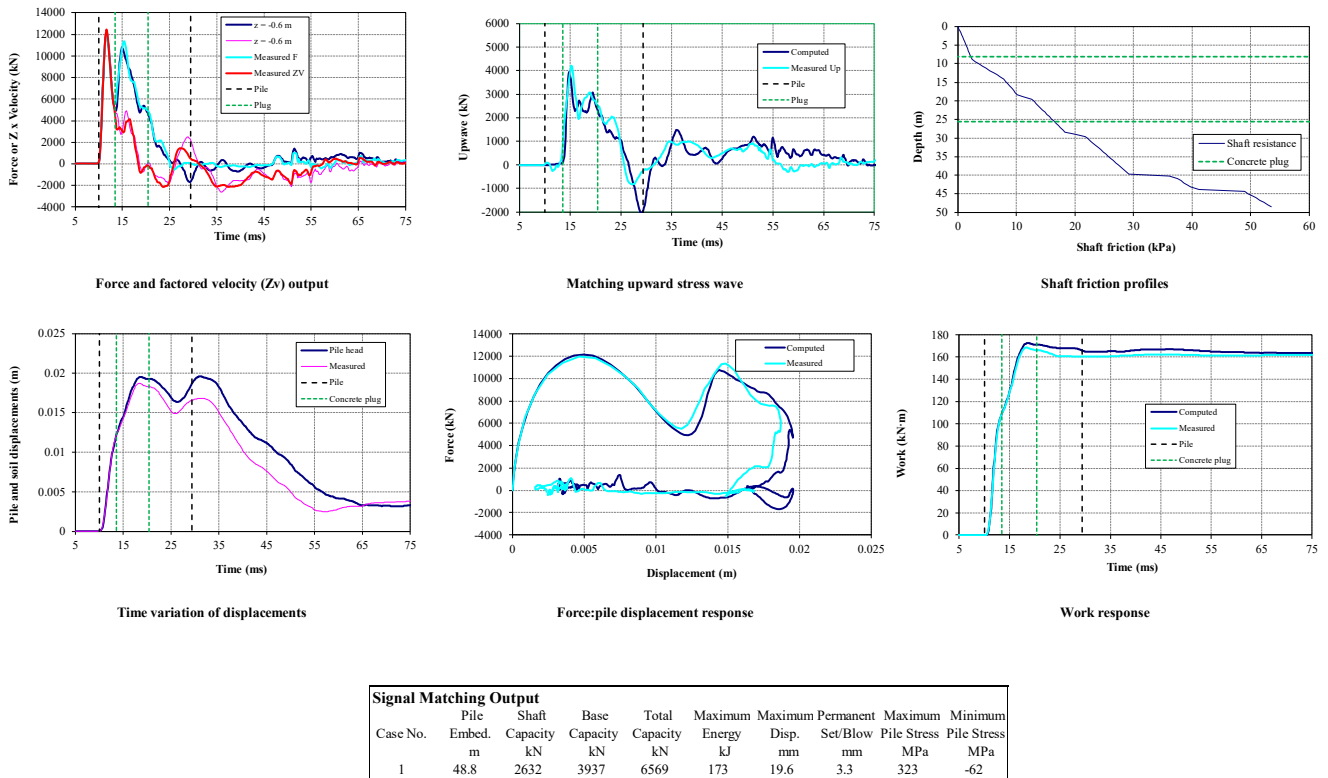 14000
12000
10000
8000
6000
4000
2000
0
-2000
-4000
Force or Z x Velocity (kN)
z = -0.6 m
z = -0.6 m
Measured F
Measured ZV
Pile
Plug
5 15 25 35 45 55 65 75
Time (ms)
Force and factored velocity (Zv) output
6000
5000
4000
3000
2000
1000
0
-1000
-2000
Upwave (kN)
Computed
Measured Up
Pile
Plug
5 15 25 35 45 55 65 75
Time (ms)
Matching upward stress wave
0
5
10
15
20
25
30
35
40
45
50
Depth (m)
Shaft resistance
Concrete plug
0 10 20 30 40 50 60
Shaft friction (kPa)
Shaft friction profiles
0.025
0.02
0.015
0.01
0.005
0
Pile and soil displacements (m)
Pile head
Measured
Pile
Concrete plug
5 15 25 35 45 55 65 75
Time (ms)
Time variation of displacements
14000
12000
10000
8000
6000
4000
2000
0
-2000
-4000
Force(kN)
Computed
Measured
0 0.005 0.01 0.015 0.02 0.025
Displacement (m)
Force:pile displacement response
180
160
140
120
100
80
60
40
20
0
Work (kN·m)
Computed
Measured
Pile
Concrete plug
5 15 25 35 45 55 65 75
Time (ms)
Work response
Signal Matching Output
Pile Shaft Base Total Maximum Maximum Permanent Maximum Minimum
Case No. Embed. Capacity Capacity Capacity Energy Disp. Set/Blow Pile Stress Pile Stress
m kN kN kN kJ mm mm MPa MPa
1 48.8 2632 3937 6569 173 19.6 3.3 323 -62